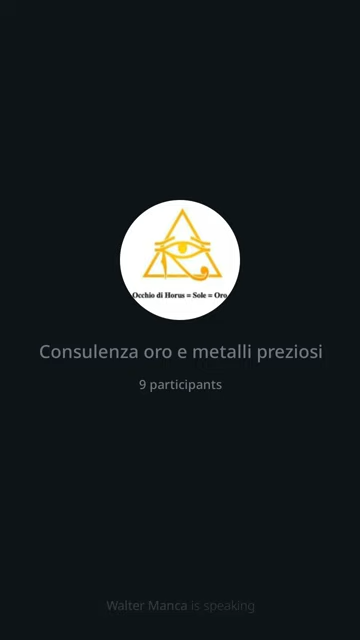 Occhio di Horus = Sole = Oro
Consulenza oro e metalli preziosi
9 participants
Walter Manca is speaking